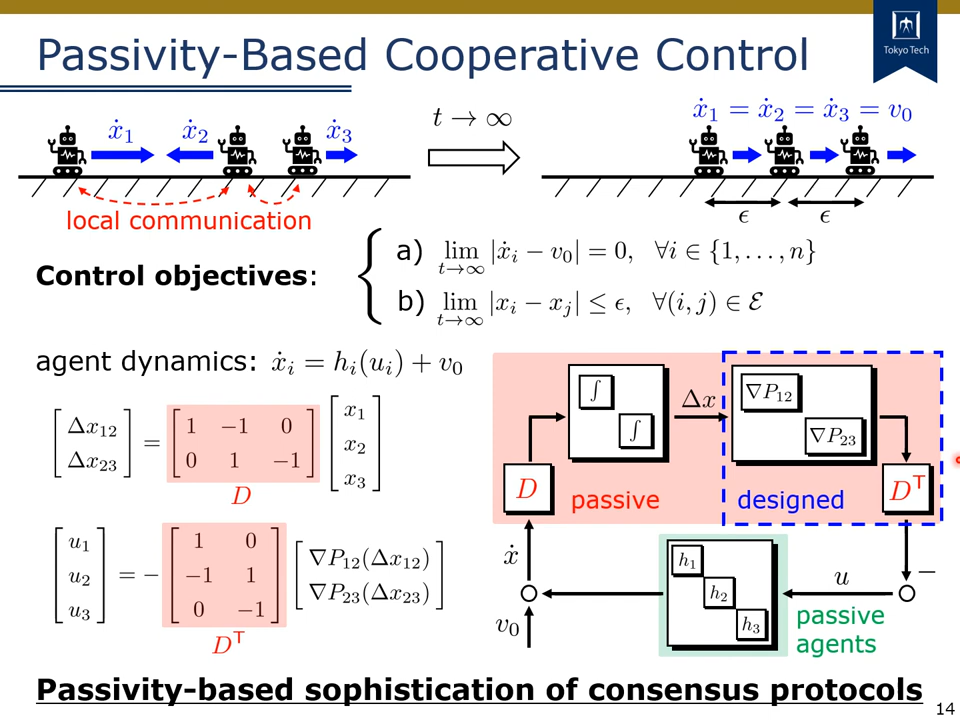 Passivity-Based Cooperative Control
Tokyo Tech
ẋ₁ ẋ₂ ẋ₃
t → ∞
ẋ₁ = ẋ₂ = ẋ₃ = v₀
local communication
ϵ ϵ
Control objectives:
a) lim_{t→∞} |ẋᵢ − v₀| = 0, ∀i ∈ {1, . . . , n}
b) lim_{t→∞} |xᵢ − xⱼ| ≤ ϵ, ∀(i, j) ∈ ℰ
agent dynamics: ẋᵢ = hᵢ(uᵢ) + v₀
Δx₁₂ = 1 −1 0 x₁
Δx₂₃ 0 1 −1 x₂
x₃
D
u₁ = − 1 0 ∇P₁₂(Δx₁₂)
u₂ −1 1 ∇P₂₃(Δx₂₃)
u₃ 0 −1
Dᵀ
∫ ∫
Δx
∇P₁₂
∇P₂₃
D passive designed Dᵀ
ẋ
h₁
h₂
h₃
u
−
v₀
passive
agents
Passivity-based sophistication of consensus protocols
14